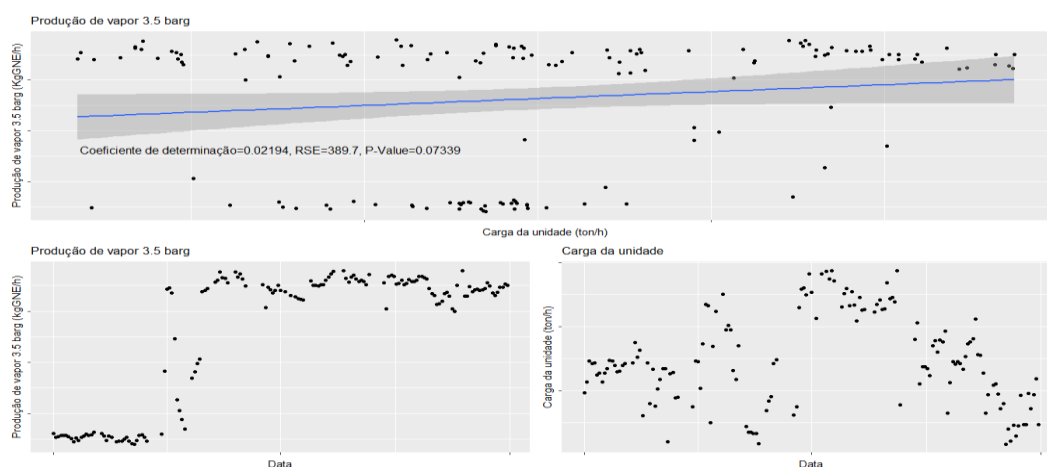 Produção de vapor 3.5 barg
Produção de vapor 3.5 barg (KgGNE/h)
Coeficiente de determinação=0.02194, RSE=389.7, P-Value=0.07339
Carga da unidade (ton/h)
Produção de vapor 3.5 barg
Produção de vapor 3.5 barg (kgGNE/h)
Data
Carga da unidade
Carga da unidade (ton/h)
Data